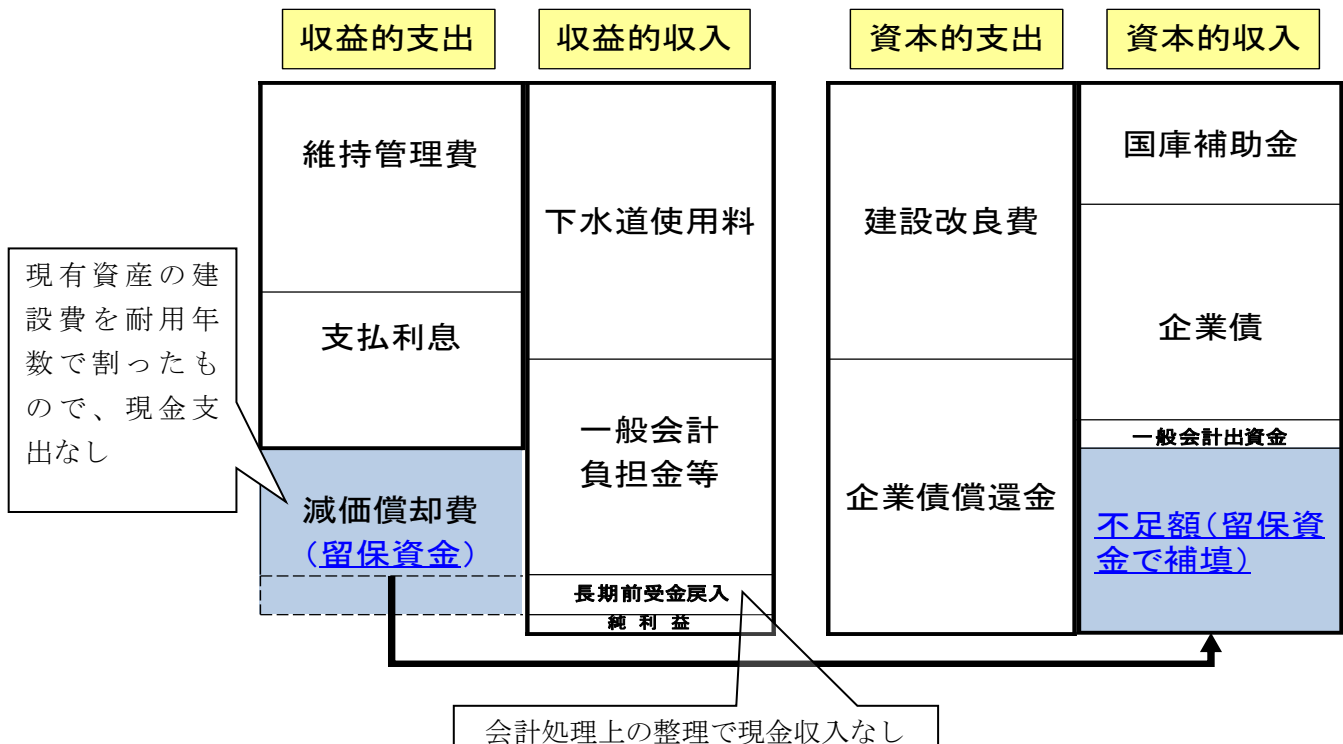 収益的支出
収益的収入
資本的支出
資本的収入
維持管理費
支払利息
減価償却費
(留保資金)
現有資産の建
設費を耐用年
数で割ったも
ので、現金支
出なし
下水道使用料
一般会計
負担金等
長期前受金戻入
純利益
会計処理上の整理で現金収入なし
建設改良費
企業債償還金
国庫補助金
企業債
一般会計出資金
不足額(留保資
金で補填)